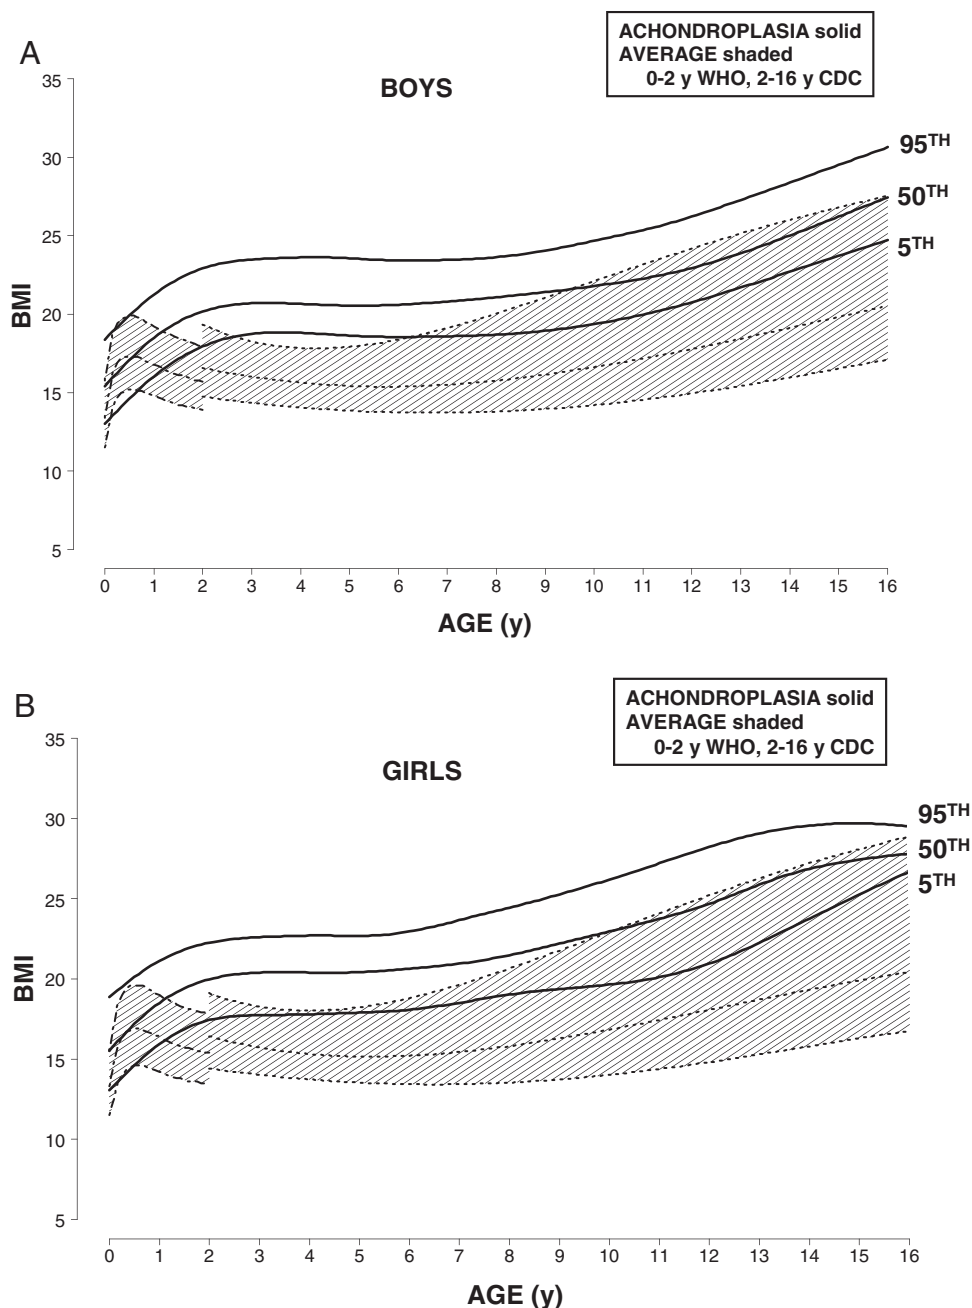 A
ACHONDROPLASIA solid
AVERAGE shaded
0-2 y WHO, 2-16 y CDC
BOYS
35
30
25
20
15
10
5
BMI
95TH
50TH
5TH
0 1 2 3 4 5 6 7 8 9 10 11 12 13 14 15 16
AGE (y)
B
ACHONDROPLASIA solid
AVERAGE shaded
0-2 y WHO, 2-16 y CDC
GIRLS
35
30
25
20
15
10
5
BMI
95TH
50TH
5TH
0 1 2 3 4 5 6 7 8 9 10 11 12 13 14 15 16
AGE (y)